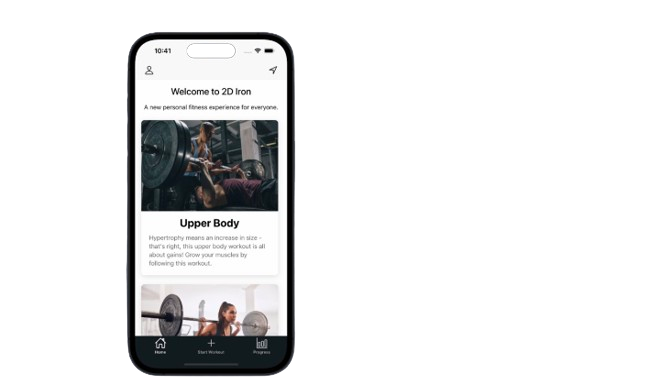 10:41
Welcome to 2D Iron
A new personal fitness experience for everyone.
Upper Body
Hypertrophy means an increase in size -
that's right, this upper body workout is all
about gains! Grow your muscles by
following this workout.
Home Start Workout Progress